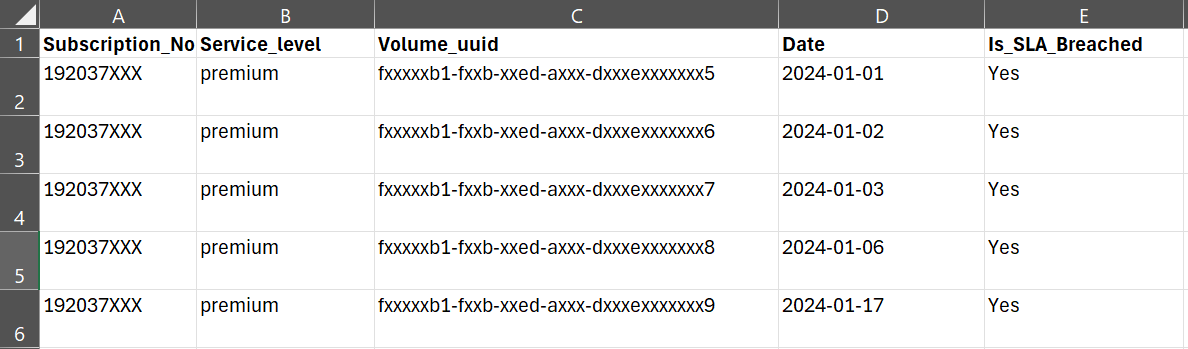 A B C D E
1 Subscription_No Service_level Volume_uuid Date Is_SLA_Breached
2 192037XXX premium fxxxxxb1-fxxb-xxed-axxx-dxxxexxxxxxx5 2024-01-01 Yes
3 192037XXX premium fxxxxxb1-fxxb-xxed-axxx-dxxxexxxxxxx6 2024-01-02 Yes
4 192037XXX premium fxxxxxb1-fxxb-xxed-axxx-dxxxexxxxxxx7 2024-01-03 Yes
5 192037XXX premium fxxxxxb1-fxxb-xxed-axxx-dxxxexxxxxxx8 2024-01-06 Yes
6 192037XXX premium fxxxxxb1-fxxb-xxed-axxx-dxxxexxxxxxx9 2024-01-17 Yes